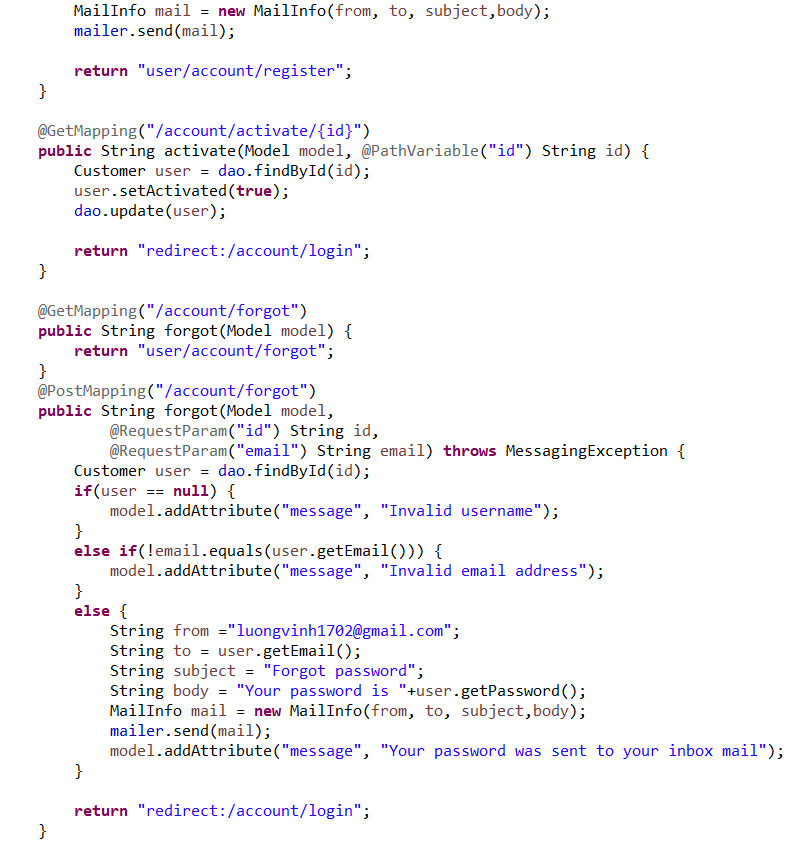 MailInfo mail = new MailInfo(from, to, subject,body);
mailer.send(mail);
return "user/account/register";
}
@GetMapping("/account/activate/{id}")
public String activate(Model model, @PathVariable("id") String id) {
Customer user = dao.findById(id);
user.setActivated(true);
dao.update(user);
return "redirect:/account/login";
}
@GetMapping("/account/forgot")
public String forgot(Model model) {
return "user/account/forgot";
}
@PostMapping("/account/forgot")
public String forgot(Model model,
@RequestParam("id") String id,
@RequestParam("email") String email) throws MessagingException {
Customer user = dao.findById(id);
if(user == null) {
model.addAttribute("message", "Invalid username");
}
else if(!email.equals(user.getEmail())) {
model.addAttribute("message", "Invalid email address");
}
else {
String from ="luongvinh1702@gmail.com";
String to = user.getEmail();
String subject = "Forgot password";
String body = "Your password is "+user.getPassword();
MailInfo mail = new MailInfo(from, to, subject,body);
mailer.send(mail);
model.addAttribute("message", "Your password was sent to your inbox mail");
}
return "redirect:/account/login";
}